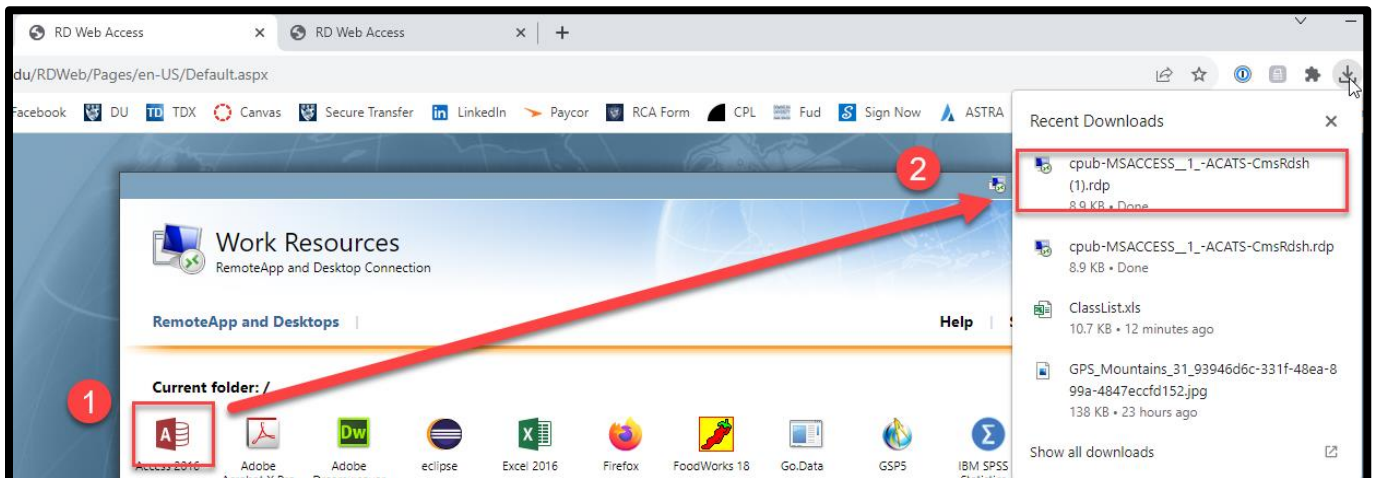 RD Web Access
RD Web Access
du/RDWeb/Pages/en-US/Default.aspx
Facebook DU TDX Canvas Secure Transfer LinkedIn Paycor RCA Form CPL Fud Sign Now ASTRA
Recent Downloads
cpub-MSACCESS__1_-ACATS-CmsRdsh
(1).rdp
8.9 KB • Done
cpub-MSACCESS__1_-ACATS-CmsRdsh.rdp
8.9 KB • Done
ClassList.xls
10.7 KB • 12 minutes ago
GPS_Mountains_31_93946d6c-331f-48ea-8
99a-4847eccfd152.jpg
138 KB • 23 hours ago
Show all downloads
2
Work Resources
RemoteApp and Desktop Connection
RemoteApp and Desktops
Help
Current folder: /
1
Access 2016
Adobe
Adobe
eclipse
Excel 2016
Firefox
FoodWorks 18
Go.Data
GSP5
IBM SPSS